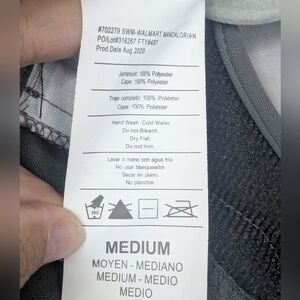 #702279 SWM-WALMART MANDALORIAN
PO/Lot#316267 FTY#487
Prod.Date Aug 2020
Jumpsuit: 100% Polyester
Cape: 100% Polyester
Traje completo: 100% Poliéster
Capa: 100% Poliéster
Hand Wash. Cold Water.
Do not Bleach.
Dry Flat.
Do not Iron.
Lavar a mano con agua fría.
No usar blanqueador.
Secar en plano.
No planchar.
MEDIUM
MOYEN - MEDIANO
MEDIUM - MEDIO
MEDIO